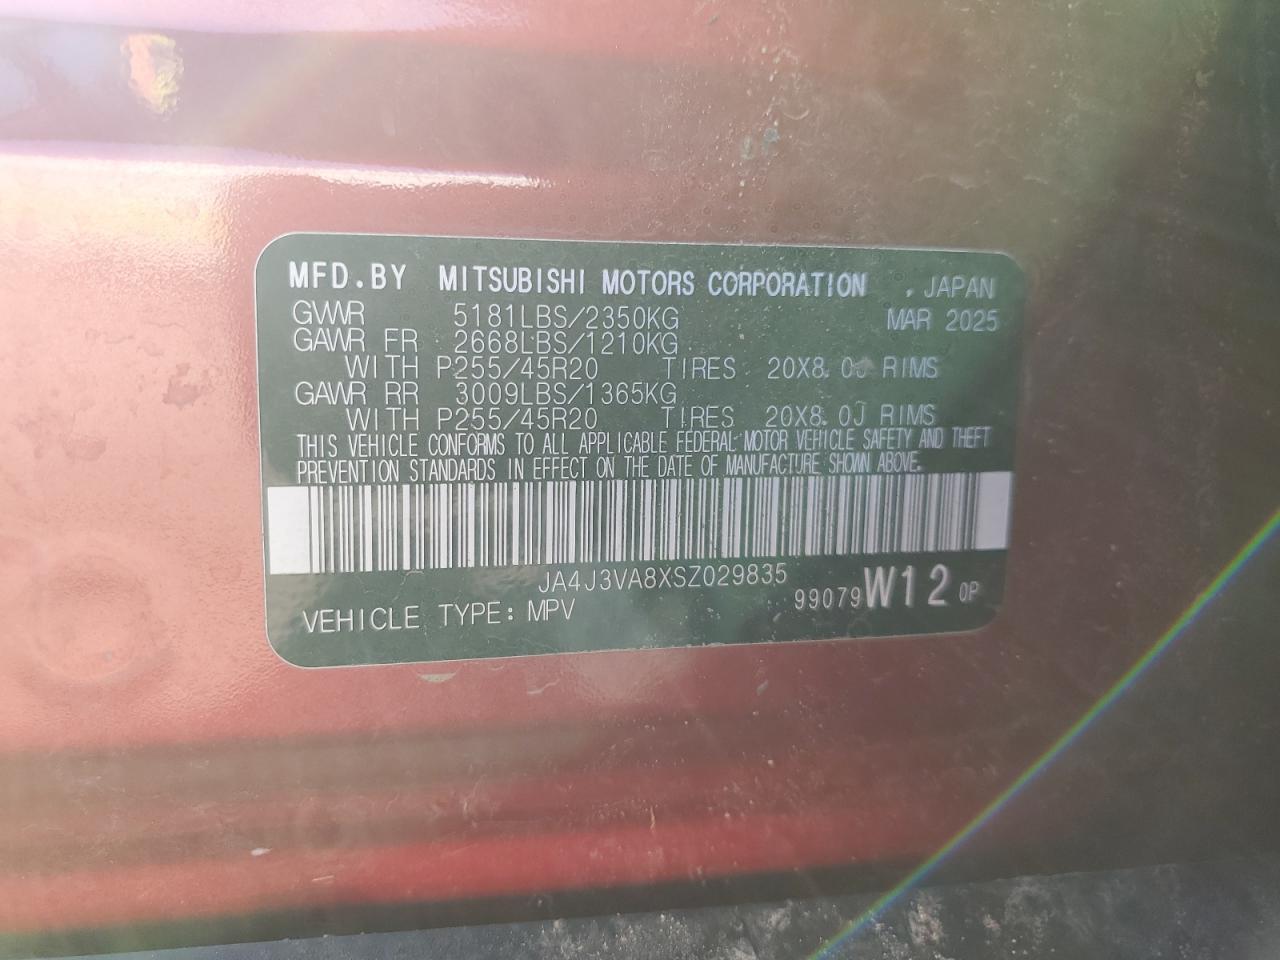 MFD.BY MITSUBISHI MOTORS CORPORATION , JAPAN
GVWR 5181LBS/2350KG MAR 2025
GAWR FR 2668LBS/1210KG
WITH P255/45R20 TIRES 20X8.0J RIMS
GAWR RR 3009LBS/1365KG
WITH P255/45R20 TIRES 20X8.0J RIMS
THIS VEHICLE CONFORMS TO ALL APPLICABLE FEDERAL MOTOR VEHICLE SAFETY AND THEFT
PREVENTION STANDARDS IN EFFECT ON THE DATE OF MANUFACTURE SHOWN ABOVE.
JA4J3VA8XSZ029835
VEHICLE TYPE: MPV 99079W12 0P